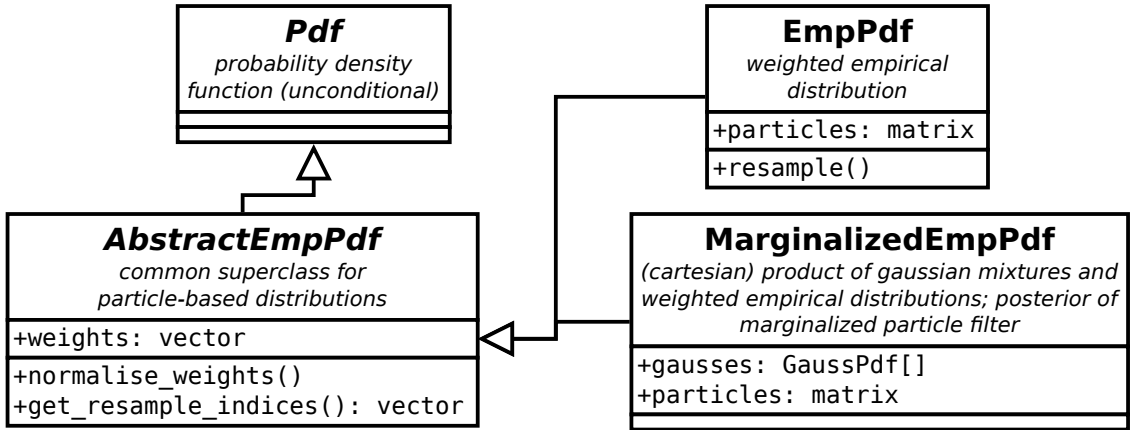 Pdf
probability density
function (unconditional)
EmpPdf
weighted empirical
distribution
+particles: matrix
+resample()
AbstractEmpPdf
common superclass for
particle-based distributions
+weights: vector
+normalise_weights()
+get_resample_indices(): vector
MarginalizedEmpPdf
(cartesian) product of gaussian mixtures and
weighted empirical distributions; posterior of
marginalized particle filter
+gausses: GaussPdf[]
+particles: matrix